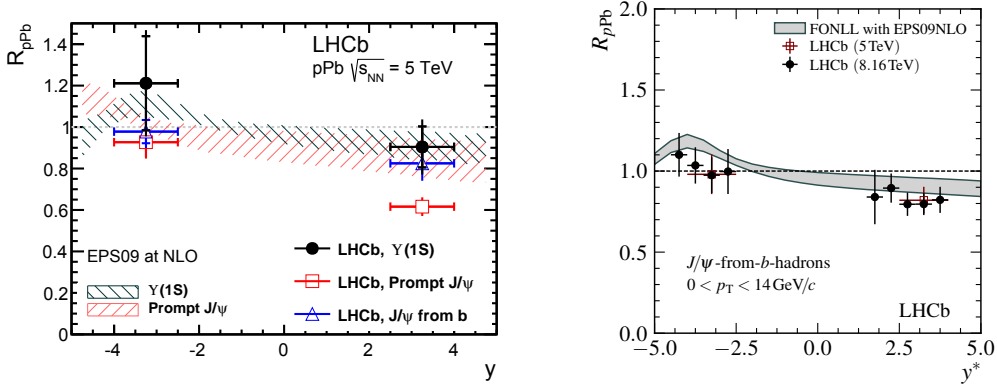 R_pPb
1.4
1.2
1
0.8
0.6
0.4
0.2
0
LHCb
pPb √s_NN = 5 TeV
EPS09 at NLO
ϒ(1S)
Prompt J/ψ
LHCb, ϒ(1S)
LHCb, Prompt J/ψ
LHCb, J/ψ from b
-4 -2 0 2 4
y
R_pPb
2.0
1.5
1.0
0.5
0.0
FONLL with EPS09NLO
LHCb (5TeV)
LHCb (8.16TeV)
J/ψ-from-b-hadrons
0 < p_T < 14GeV/c
LHCb
−5.0 −2.5 0.0 2.5 5.0
y*